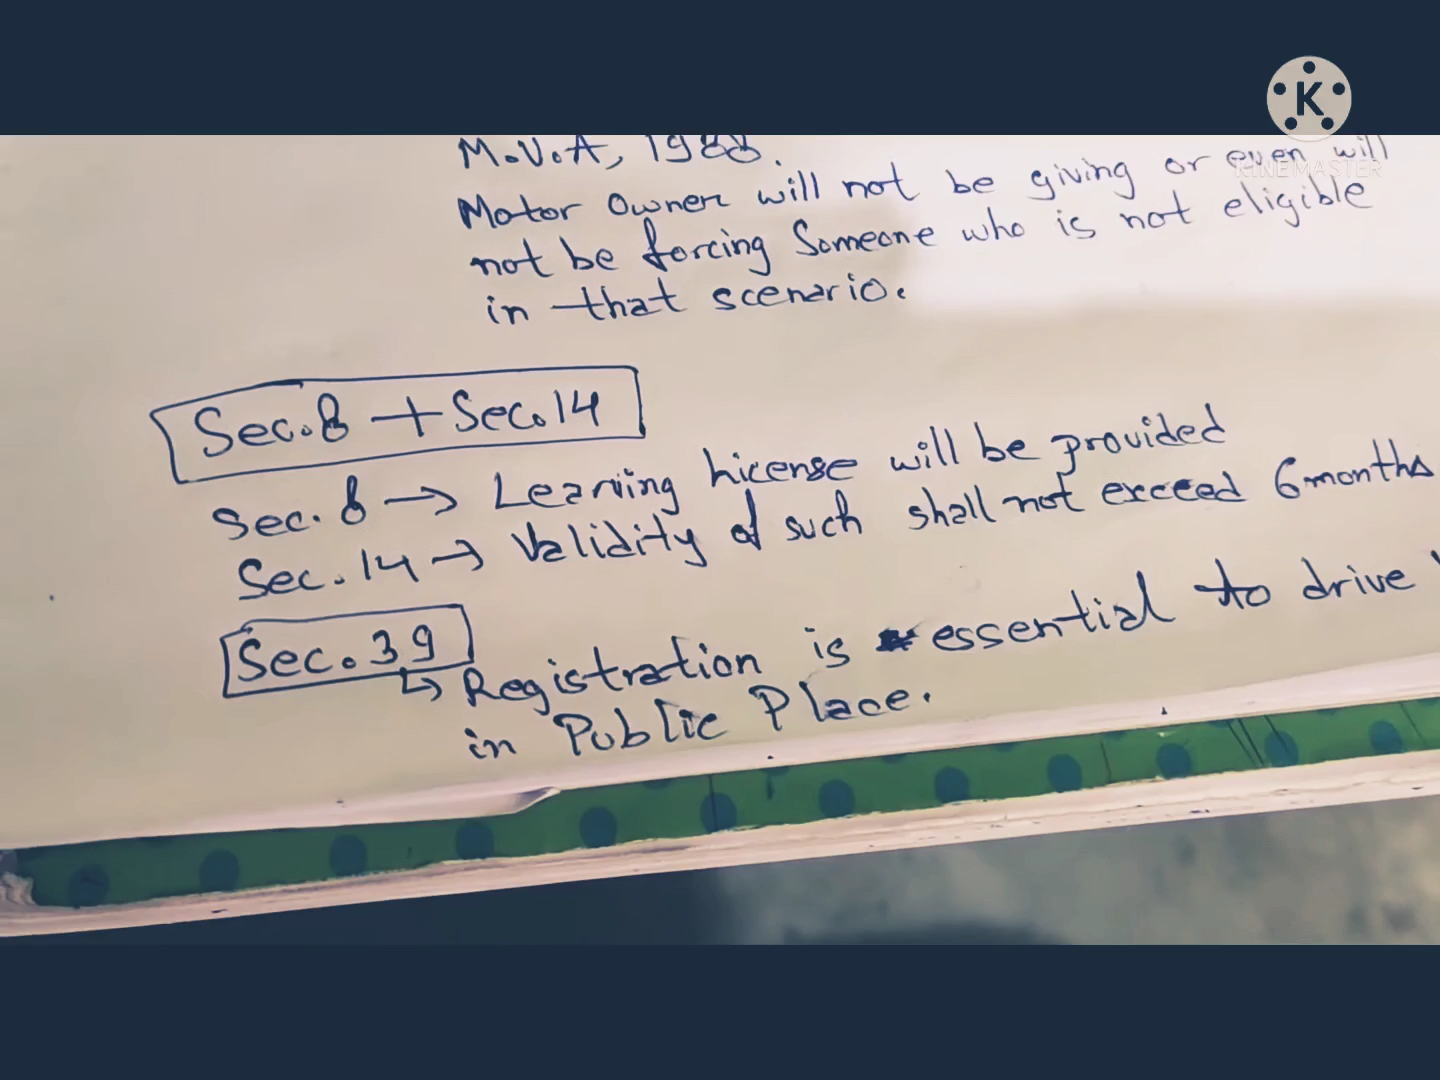 K
KINEMASTER
M.V.A, 1988.
Motor Owner will not be giving or even will
not be forcing Someone who is not eligible
in that scenario.
Sec.8 + Sec.14
Sec. 8 → Learning License will be provided
Sec. 14 → Validity of such shall not exceed 6 months
Sec. 39
↳ Registration is essential to drive
in Public Place.